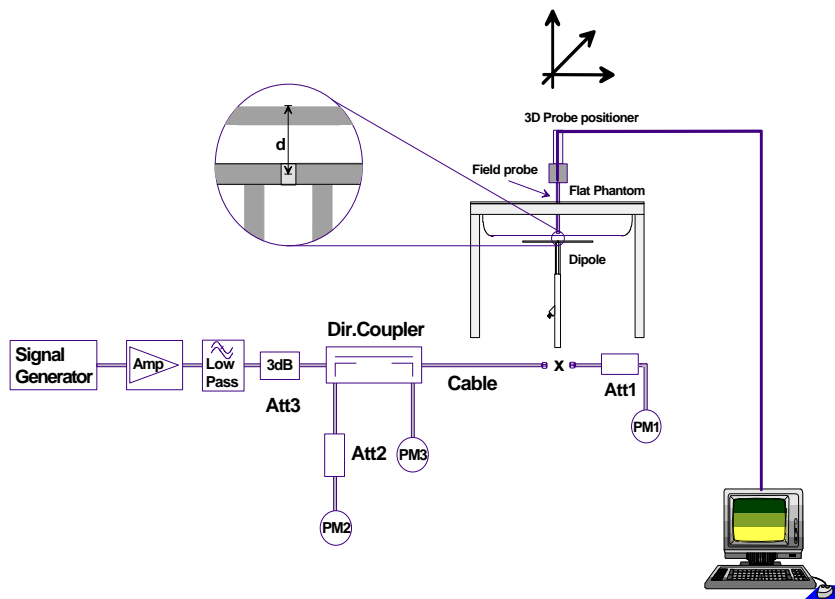 3D Probe positioner
d
Field probe
Flat Phantom
Dipole
Dir.Coupler
Signal
Generator
Amp
Low
Pass
3dB
Att3
Cable
x
Att1
PM1
Att2
PM3
PM2